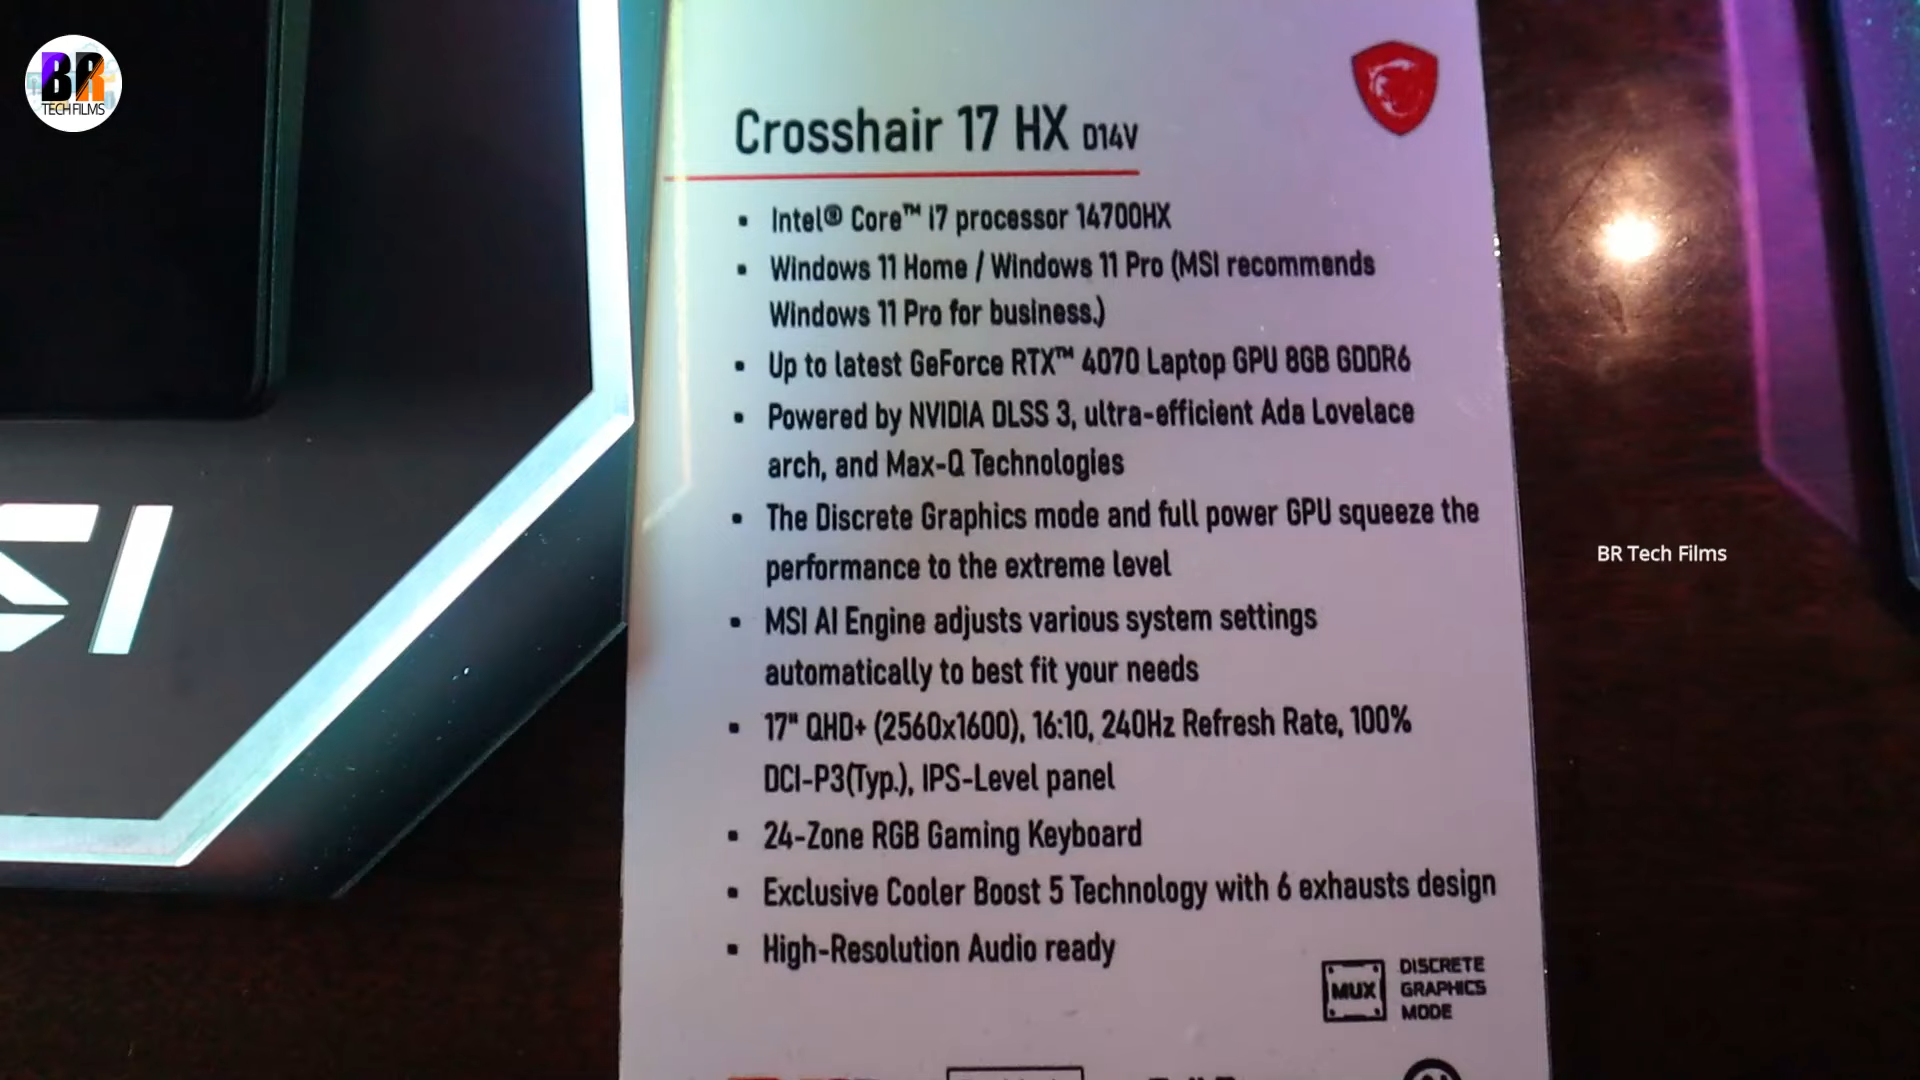 BR
TECH FILMS
Crosshair 17 HX D14V
▪ Intel® Core™ i7 processor 14700HX
▪ Windows 11 Home / Windows 11 Pro (MSI recommends
Windows 11 Pro for business.)
▪ Up to latest GeForce RTX™ 4070 Laptop GPU 8GB GDDR6
▪ Powered by NVIDIA DLSS 3, ultra-efficient Ada Lovelace
arch, and Max-Q Technologies
▪ The Discrete Graphics mode and full power GPU squeeze the
performance to the extreme level
▪ MSI AI Engine adjusts various system settings
automatically to best fit your needs
▪ 17" QHD+ (2560x1600), 16:10, 240Hz Refresh Rate, 100%
DCI-P3(Typ.), IPS-Level panel
▪ 24-Zone RGB Gaming Keyboard
▪ Exclusive Cooler Boost 5 Technology with 6 exhausts design
▪ High-Resolution Audio ready
MUX
DISCRETE
GRAPHICS
MODE
SI
BR Tech Films